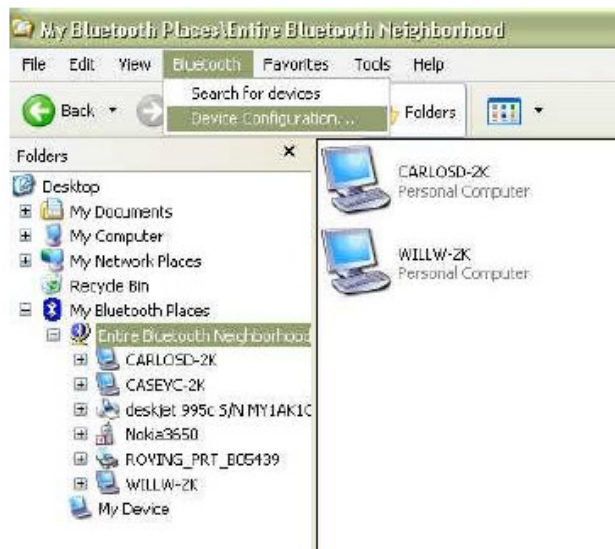 My Bluetooth Places\Entire Bluetooth Neighborhood
File Edit View Bluetooth Favorites Tools Help
Search for devices
Device Configuration...
Back
Folders
Folders
Desktop
My Documents
My Computer
My Network Places
Recycle Bin
My Bluetooth Places
Entire Bluetooth Neighborhood
CARLOSD-2K
CASEYC-2K
deskjet 995c S/N MY1AK1C
Nokia3650
ROVING_PRT_B05439
WILLW-2K
My Device
CARLOSD-2K
Personal Computer
WILLW-2K
Personal Computer